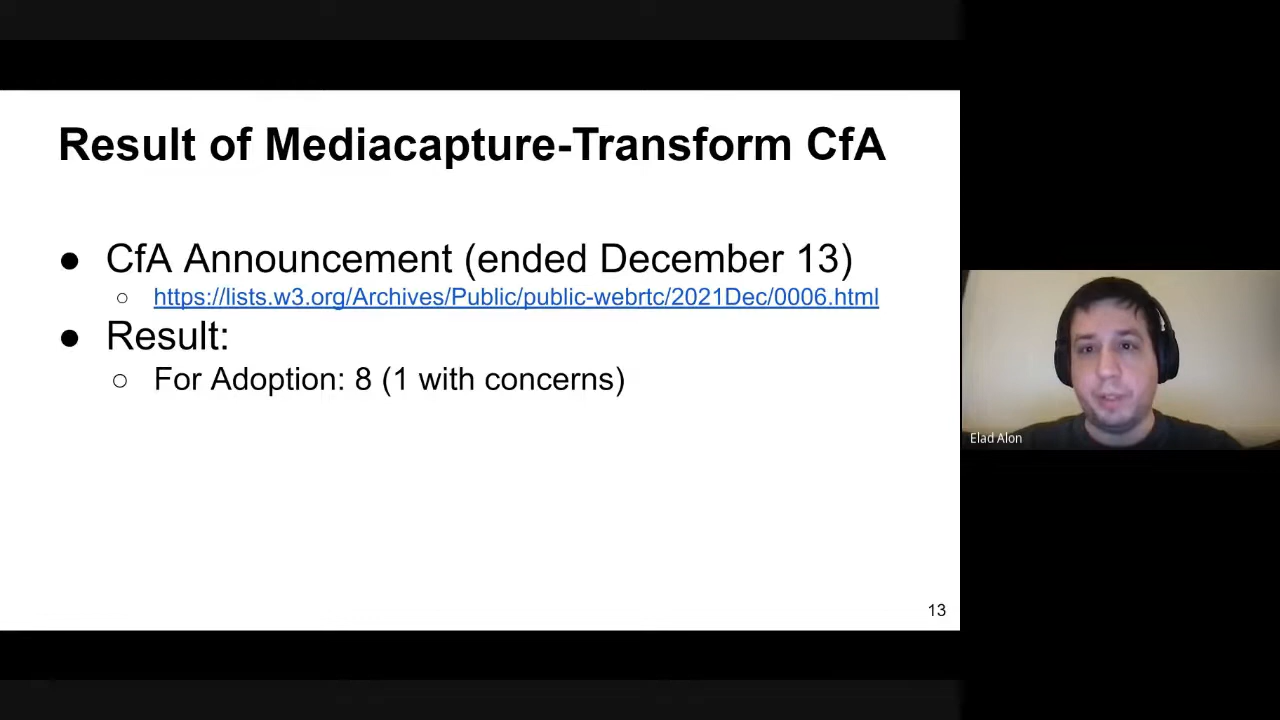 Result of Mediacapture-Transform CfA
● CfA Announcement (ended December 13)
○ https://lists.w3.org/Archives/Public/public-webrtc/2021Dec/0006.html
● Result:
○ For Adoption: 8 (1 with concerns)
13
Elad Alon